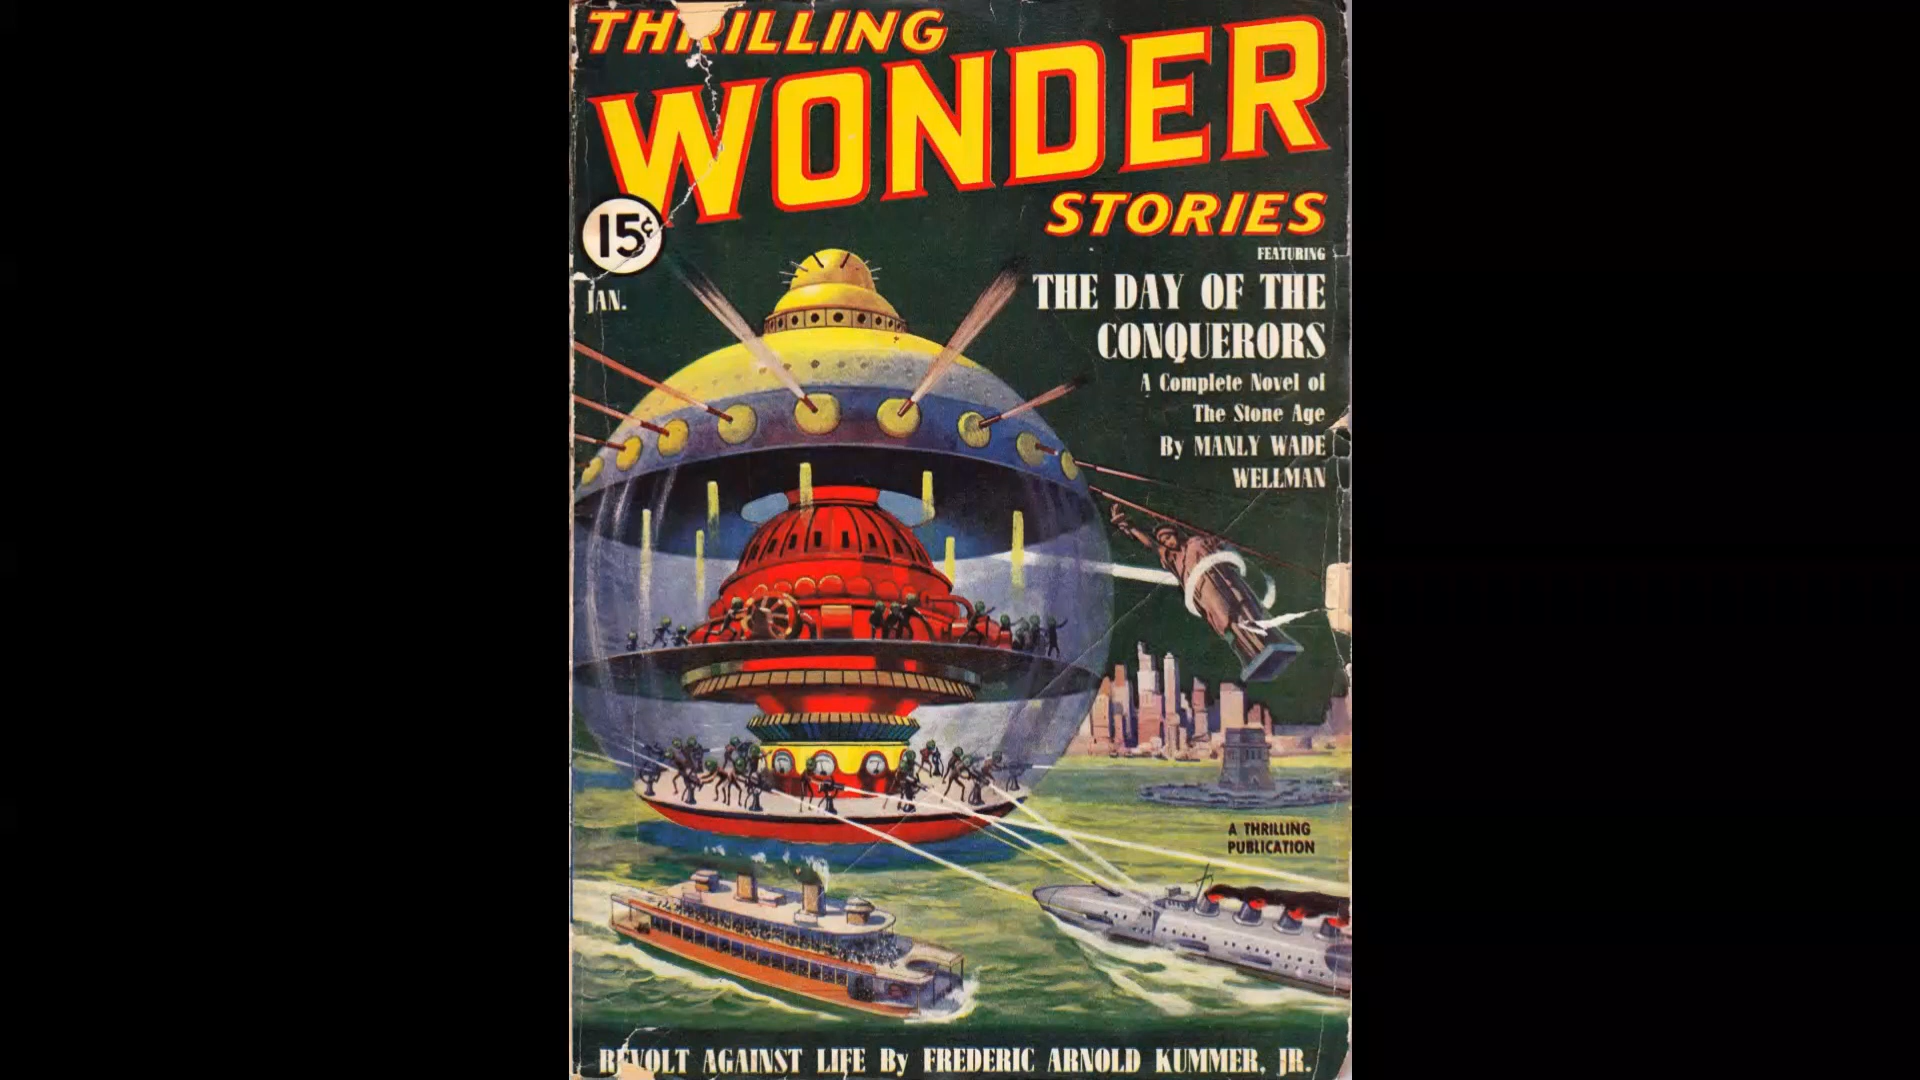 THRILLING
WONDER
STORIES
15¢
JAN.
FEATURING
THE DAY OF THE
CONQUERORS
A Complete Novel of
The Stone Age
By MANLY WADE
WELLMAN
A THRILLING
PUBLICATION
REVOLT AGAINST LIFE By FREDERIC ARNOLD KUMMER, JR.